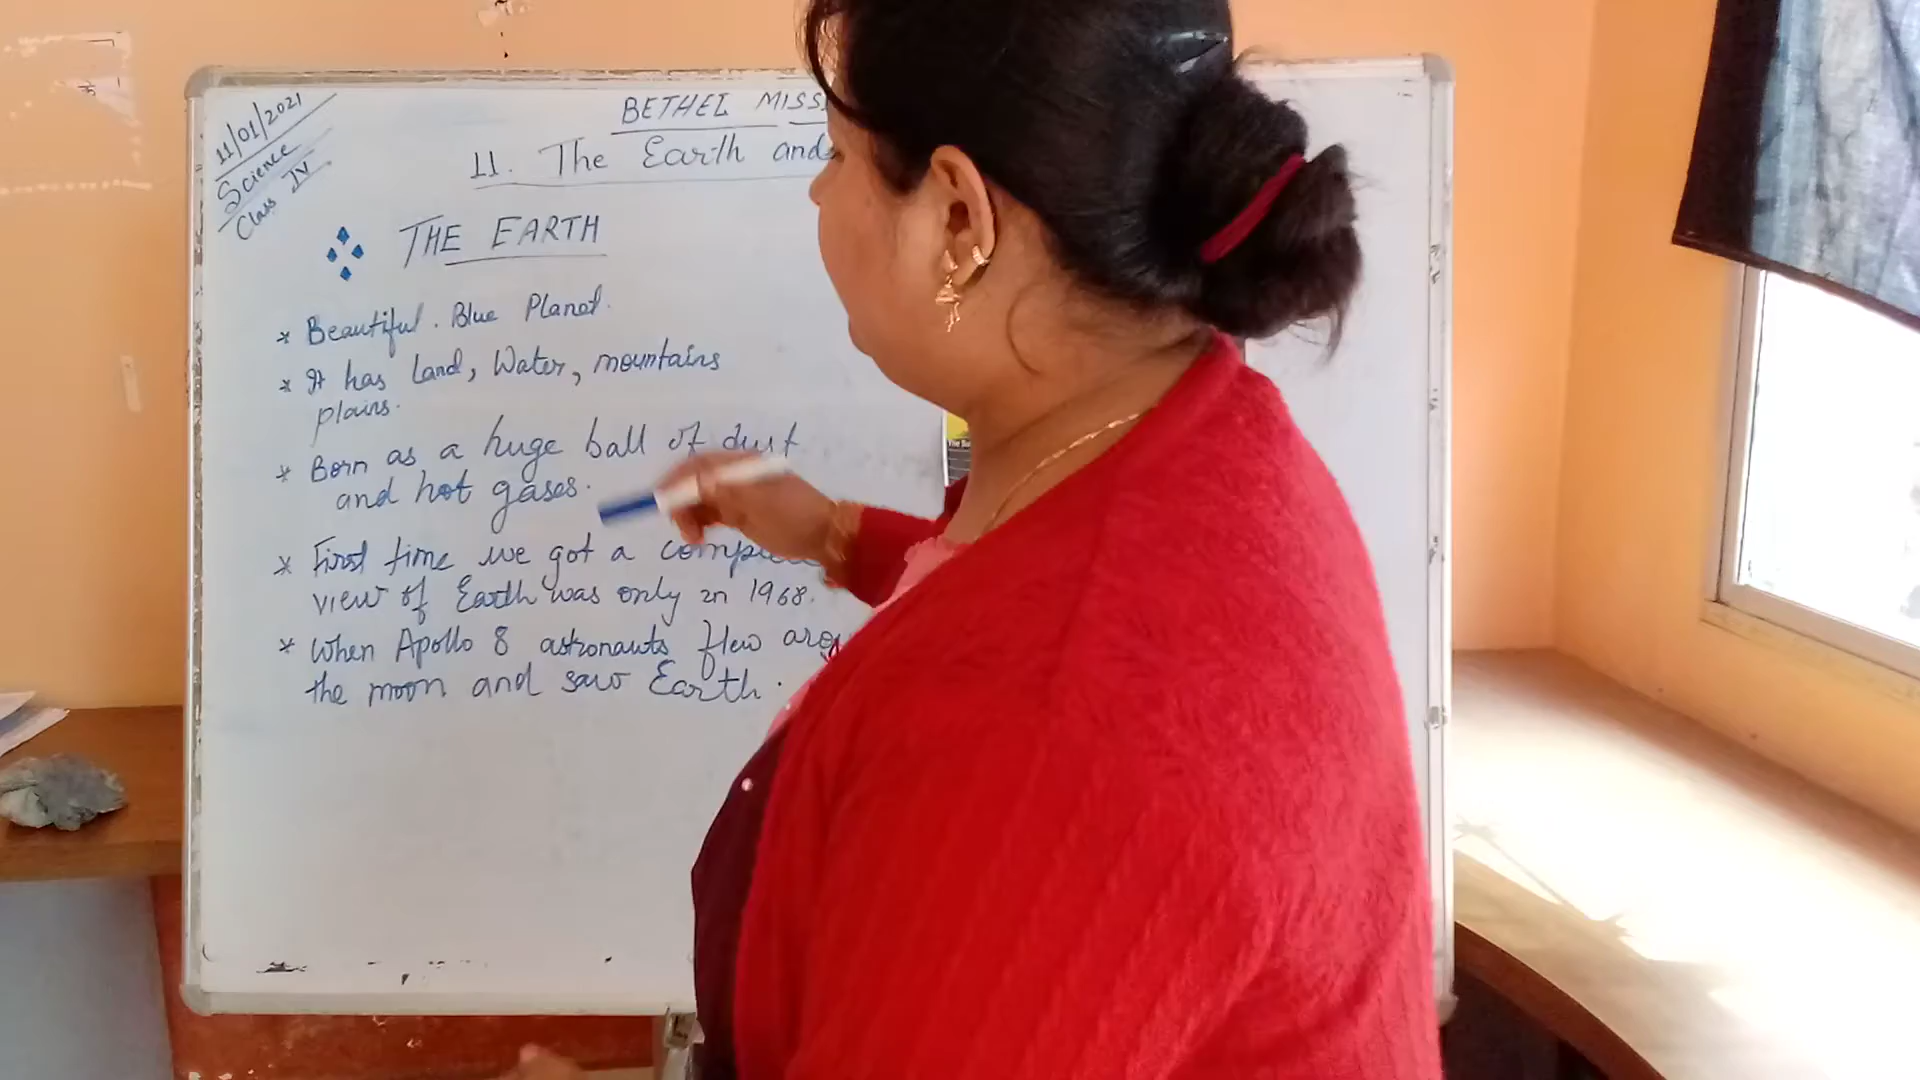 11/01/2021
Science
Class IV
BETHEL MISS
11. The Earth and
THE EARTH
* Beautiful. Blue Planet.
* It has Land, Water, mountains
plains.
* Born as a huge ball of dust
and hot gases.
* First time we got a comple
view of Earth was only in 1968.
* When Apollo 8 astronauts flew arou
the moon and saw Earth.